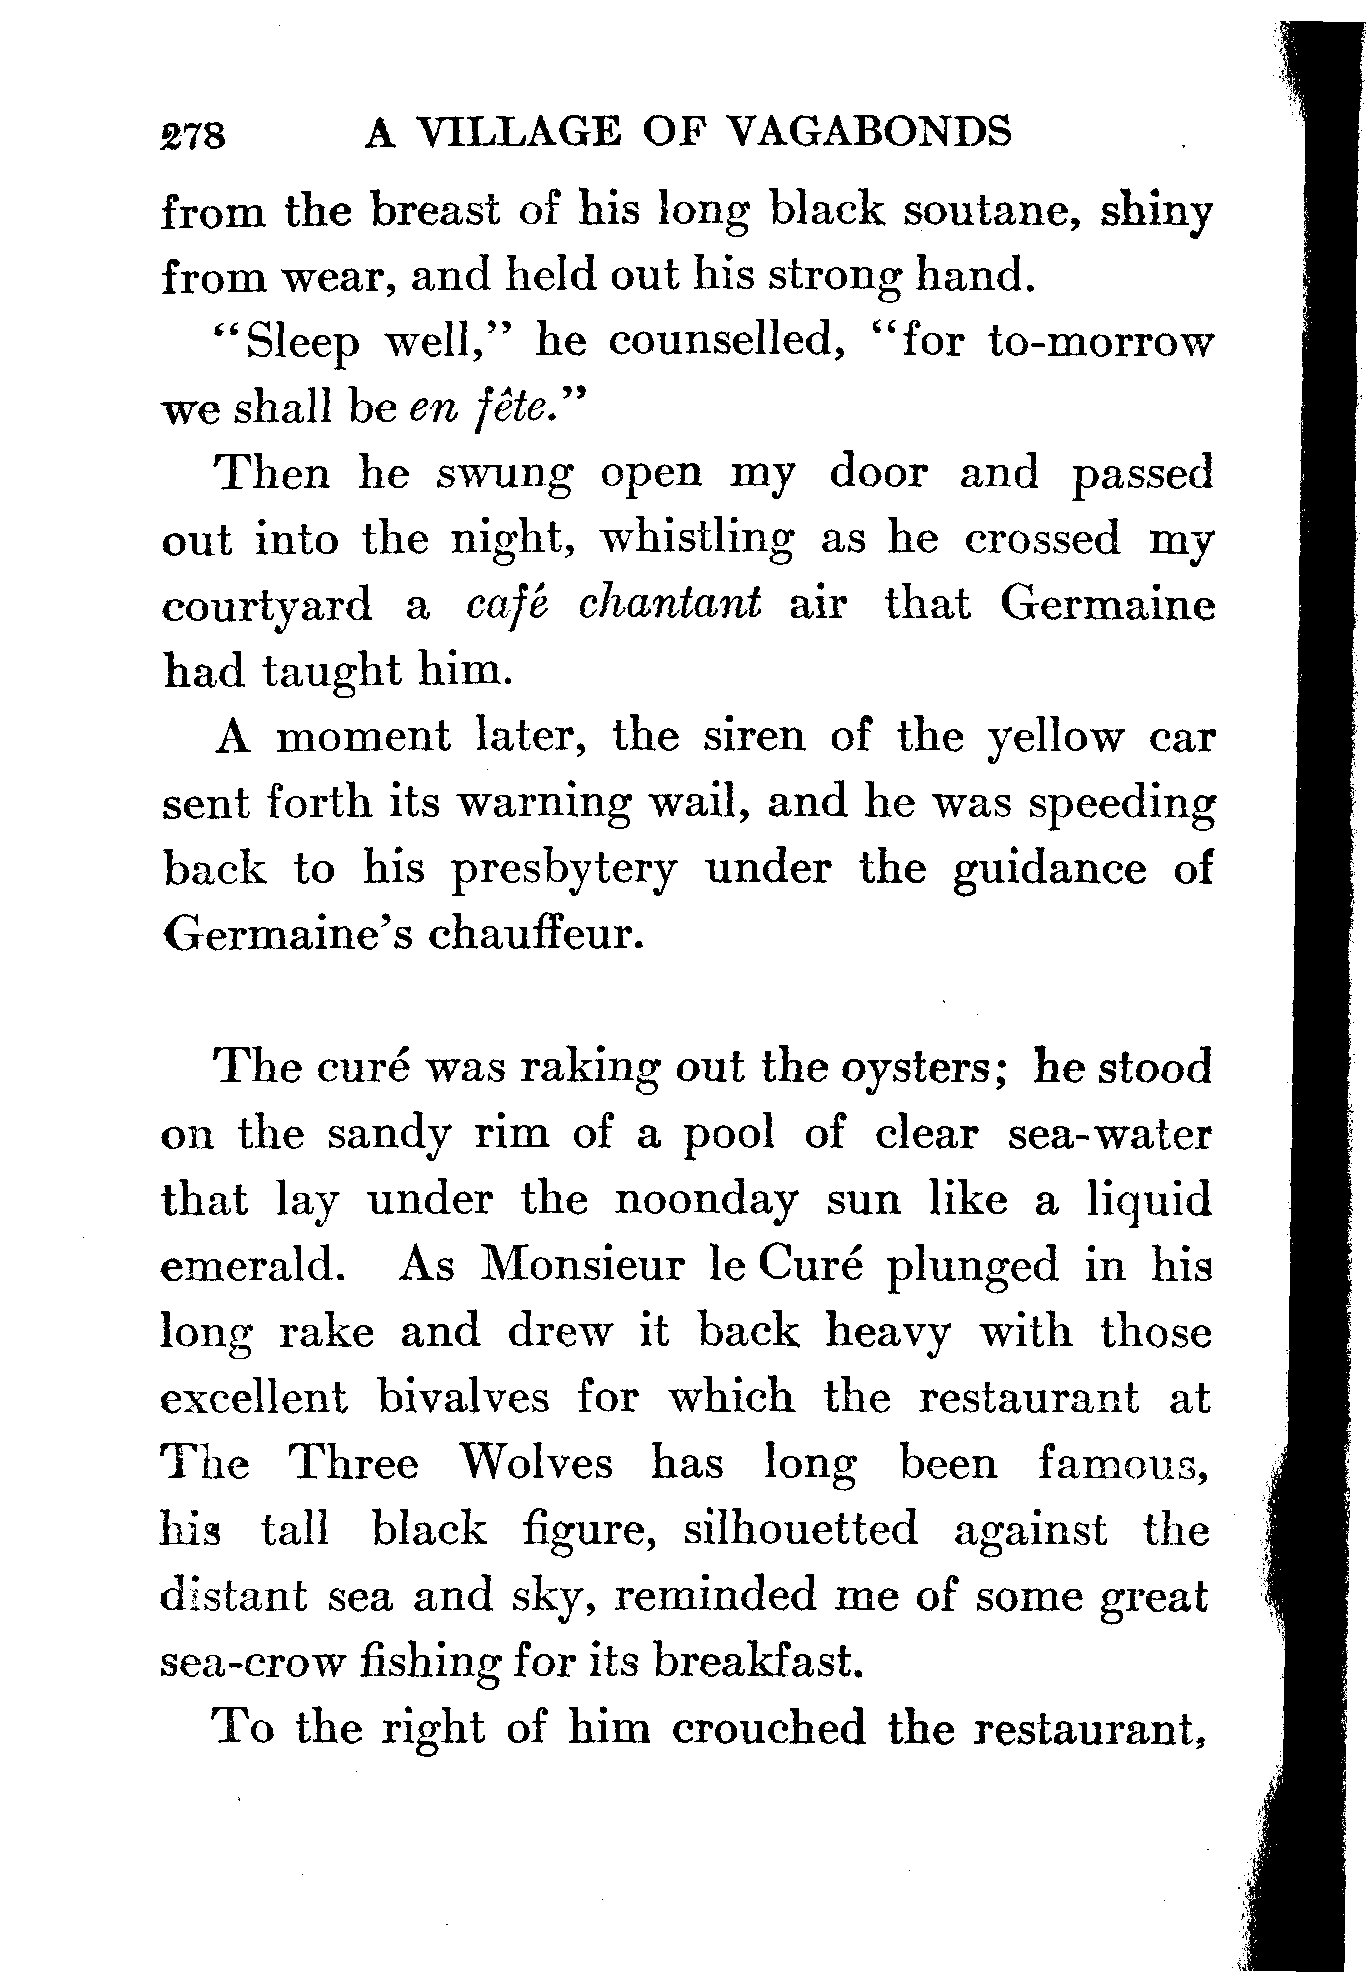 278 A VILLAGE OF VAGABONDS
from the breast of his long black soutane, shiny
from wear, and held out his strong hand.
“Sleep well,” he counselled, “for to-morrow
we shall be en fête.”
Then he swung open my door and passed
out into the night, whistling as he crossed my
courtyard a café chantant air that Germaine
had taught him.
A moment later, the siren of the yellow car
sent forth its warning wail, and he was speeding
back to his presbytery under the guidance of
Germaine’s chauffeur.
The curé was raking out the oysters; he stood
on the sandy rim of a pool of clear sea-water
that lay under the noonday sun like a liquid
emerald. As Monsieur le Curé plunged in his
long rake and drew it back heavy with those
excellent bivalves for which the restaurant at
The Three Wolves has long been famous,
his tall black figure, silhouetted against the
distant sea and sky, reminded me of some great
sea-crow fishing for its breakfast.
To the right of him crouched the restaurant,